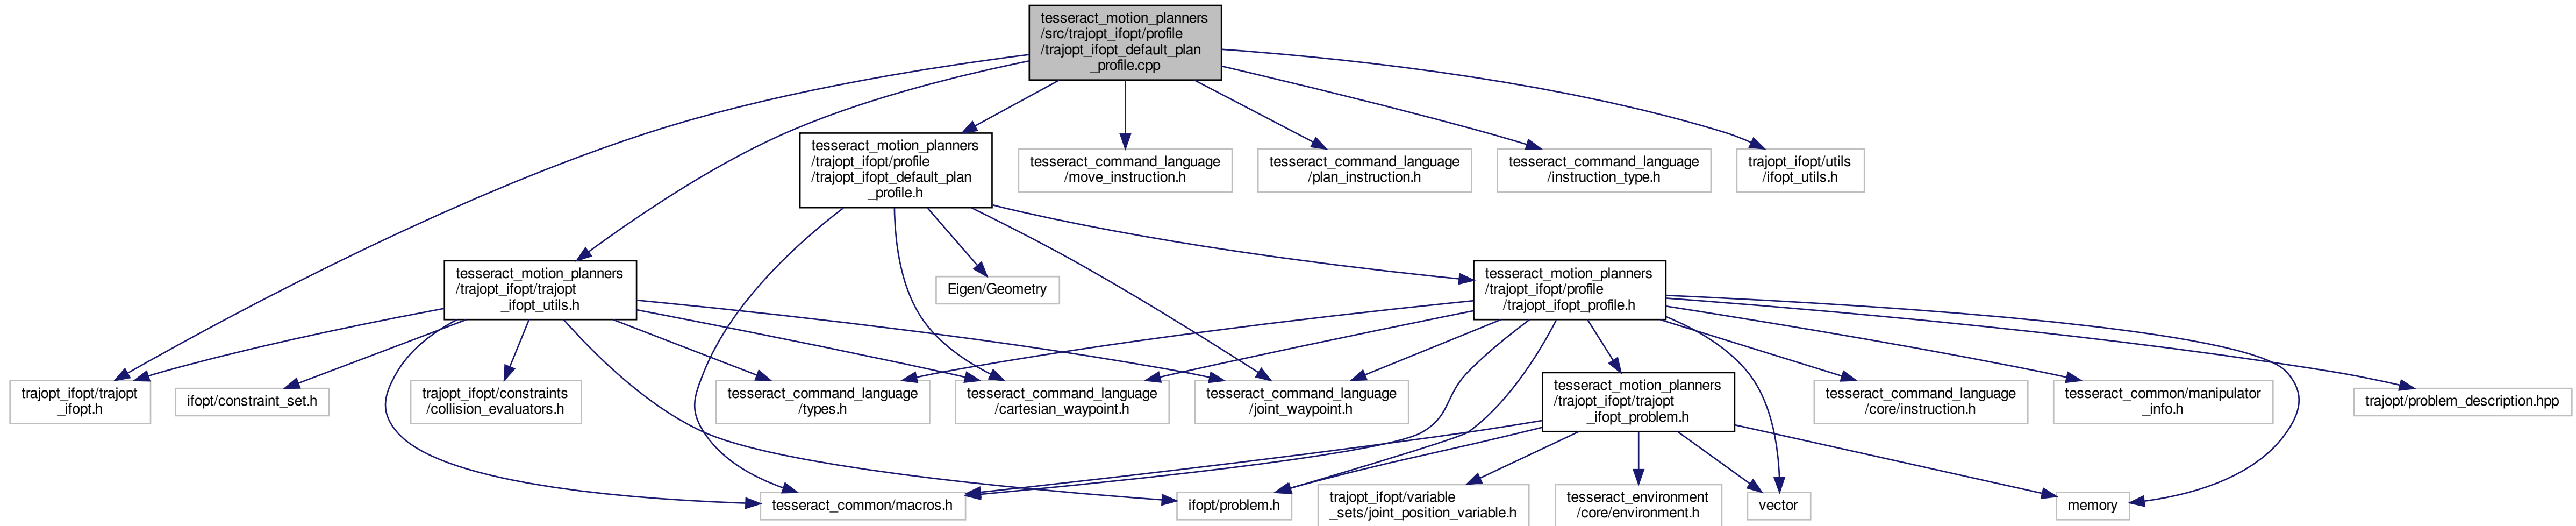 tesseract_motion_planners
/src/trajopt_ifopt/profile
/trajopt_ifopt_default_plan
_profile.cpp
tesseract_motion_planners
/trajopt_ifopt/profile
/trajopt_ifopt_default_plan
_profile.h
tesseract_command_language
/move_instruction.h
tesseract_command_language
/plan_instruction.h
tesseract_command_language
/instruction_type.h
trajopt_ifopt/utils
/ifopt_utils.h
tesseract_motion_planners
/trajopt_ifopt/trajopt
_ifopt_utils.h
Eigen/Geometry
tesseract_motion_planners
/trajopt_ifopt/profile
/trajopt_ifopt_profile.h
trajopt_ifopt/trajopt
_ifopt.h
ifopt/constraint_set.h
trajopt_ifopt/constraints
/collision_evaluators.h
tesseract_command_language
/types.h
tesseract_command_language
/cartesian_waypoint.h
tesseract_command_language
/joint_waypoint.h
tesseract_motion_planners
/trajopt_ifopt/trajopt
_ifopt_problem.h
tesseract_command_language
/core/instruction.h
tesseract_common/manipulator
_info.h
trajopt/problem_description.hpp
tesseract_common/macros.h
ifopt/problem.h
trajopt_ifopt/variable
_sets/joint_position_variable.h
tesseract_environment
/core/environment.h
vector
memory